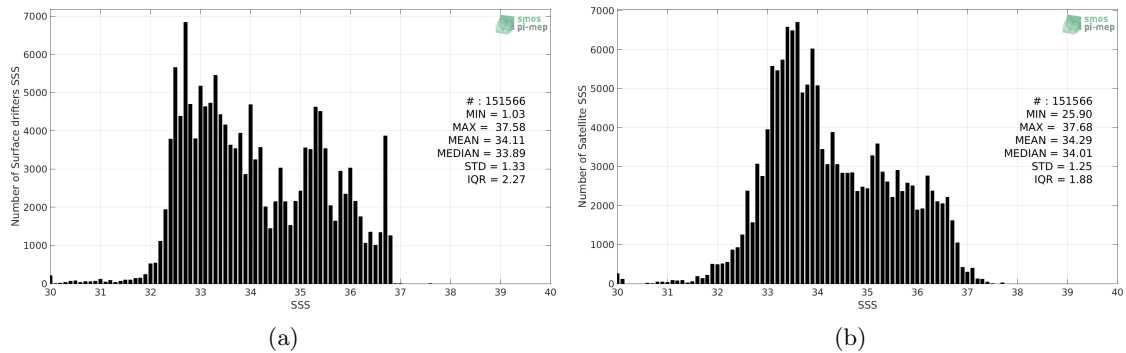 7000
6000
5000
4000
3000
2000
1000
0
Number of Surface drifters SSS
smos
pi-mep
# : 151566
MIN = 1.03
MAX = 37.58
MEAN = 34.11
MEDIAN = 33.89
STD = 1.33
IQR = 2.27
30 31 32 33 34 35 36 37 38 39 40
SSS
(a)
7000
6000
5000
4000
3000
2000
1000
0
Number of Satellite SSS
smos
pi-mep
# : 151566
MIN = 25.90
MAX = 37.68
MEAN = 34.29
MEDIAN = 34.01
STD = 1.25
IQR = 1.88
30 31 32 33 34 35 36 37 38 39 40
SSS
(b)